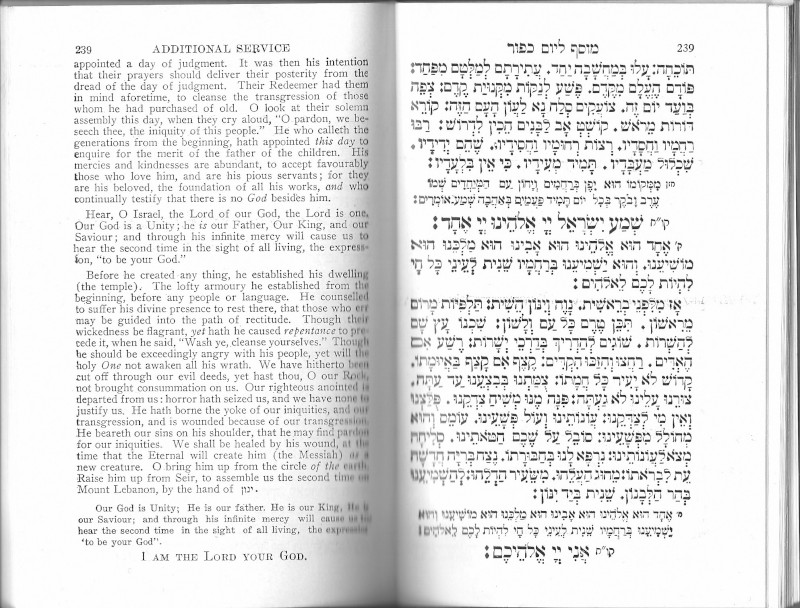 239 ADDITIONAL SERVICE
appointed a day of judgment. It was then his intention
that their prayers should deliver their posterity from the
dread of the day of judgment. Their Redeemer had them
in mind aforetime, to cleanse the transgression of those
whom he had purchased of old. O look at their solemn
assembly this day, when they cry aloud, "O pardon, we be-
seech thee, the iniquity of this people." He who calleth the
generations from the beginning, hath appointed this day to
enquire for the merit of the father of the children. His
mercies and kindnesses are abundant, to accept favourably
those who love him, and are his pious servants; for they
are his beloved, the foundation of all his works, and who
continually testify that there is no God besides him.
Hear, O Israel, the Lord of our God, the Lord is one.
Our God is a Unity; he is our Father, Our King, and our
Saviour; and through his infinite mercy will cause us to
hear the second time in the sight of all living, the express-
ion, "to be your God."
Before he created any thing, he established his dwelling
(the temple). The lofty armoury he established from the
beginning, before any people or language. He counselled
to suffer his divine presence to rest there, that those who err
may be guided into the path of rectitude. Though their
wickedness be flagrant, yet hath he caused repentance to pre-
cede it, when he said, "Wash ye, cleanse yourselves." Though
he should be exceedingly angry with his people, yet will the
holy One not awaken all his wrath. We have hitherto been
cut off through our evil deeds, yet hast thou, O our Rock,
not brought consummation on us. Our righteous anointed is
departed from us: horror hath seized us, and we have none to
justify us. He hath borne the yoke of our iniquities, and our
transgression, and is wounded because of our transgression.
He beareth our sins on his shoulder, that he may find pardon
for our iniquities. We shall be healed by his wound, at the
time that the Eternal will create him (the Messiah) as a
new creature. O bring him up from the circle of the earth.
Raise him up from Seir, to assemble us the second time on
Mount Lebanon, by the hand of ינון.
Our God is Unity; He is our father. He is our King, He is
our Saviour; and through his infinite mercy will cause us to
hear the second time in the sight of all living, the expression
'to be your God".
I AM THE LORD YOUR GOD.
מוסף ליום כפור 239
תּוֹכֵחָה: עָלוּ בְמַחֲשָׁבָה יַחַד. עֲתִירָתָם לְמַלְּטָם מִפַּחַד:
פּוֹדָם הֶעֱלָם מִקֶּדֶם. פֶּשַׁע לְנַקּוֹת מִקְּנוּיַת קֶדֶם: צְפֵה
בְּוַעַד יוֹם זֶה. צוֹעֲקִים סְלַח נָא לַעֲוֹן הָעָם הַזֶּה: קוֹרֵא
דוֹרוֹת מֵרֹאשׁ. קוֹשְׁט אַב לַבָּנִים הֵכִין לִדְרוֹשׁ: רַבּוּ
רַחֲמָיו וַחֲסָדָיו. רְצוֹת רְחוּמָיו וַחֲסִידָיו. שֶׁהֵם יְדִידָיו.
שִׁכְלוּל מַעֲבָדָיו. תָּמִיד מְעִידָיו. כִּי אֵין בִּלְעָדָיו:
חזן מִמְּקוֹמוֹ הוּא יִפֶן בְּרַחֲמִים וְיָחוֹן עַם הַמְיַחֲדִים שְׁמוֹ
עֶרֶב וָבֹקֶר בְּכָל יוֹם תָּמִיד פַּעֲמַיִם בְּאַהֲבָה שְׁמַע אוֹמְרִים:
קו״ח שְׁמַע יִשְׂרָאֵל יְיָ אֱלֹהֵינוּ יְיָ אֶחָד:
ק׳ אֶחָד הוּא אֱלֹהֵינוּ הוּא אָבִינוּ הוּא מַלְכֵּנוּ הוּא
מוֹשִׁיעֵנוּ. וְהוּא יַשְׁמִיעֵנוּ בְּרַחֲמָיו שֵׁנִית לְעֵינֵי כָּל חָי
לִהְיוֹת לָכֶם לֵאלֹהִים:
אָז מִלִּפְנֵי בְרֵאשִׁית. נָוֶה וְיִנּוֹן הֵשִׁית: תַּלְפִּיּוֹת מָרוֹם
מֵרִאשׁוֹן. תִּכֵּן טֶרֶם כָּל עַם וְלָשׁוֹן: שִׁכְנוֹ עָץ שָׁם
לְהַשְׁרוֹת. שׁוֹגִים לְהַדְרִיךְ בְּדַרְכֵי יְשָׁרוֹת: רֶשַׁע אִם
הֶאְדִּים. רַחֲצוּ וְהִזַּכּוּ הִקְדִּים: קֶצֶף אִם קָצַף בְּאֵימָתוֹ.
קָדוֹשׁ לֹא יָעִיר כָּל חֲמָתוֹ: צֻמַּתְנוּ בְּבִצְעֵנוּ עַד עָתָּה.
צוּרֵנוּ עָלֵינוּ לֹא נָעָתָּה: פָּנָה מֶנּוּ מְשִׁיחַ צִדְקֵנוּ. פֻּלַּצְנוּ
וְאֵין מִי לְצַדְּקֵנוּ: עֲוֹנוֹתֵינוּ וְעוֹל פְּשָׁעֵינוּ. עוֹמֵס וְהוּא
מְחוֹלָל מִפְּשָׁעֵינוּ: סוֹבֵל עַל שְׁכֶם חַטֹּאתֵינוּ. סְלִיחָה
מְצֹא לַעֲוֹנוֹתֵינוּ: נִרְפָּא לָנוּ בְּחַבּוּרָתוֹ. נֶצַח בְּרִיָּה חֲדָשָׁה
עֵת לִבְרֹאתוֹ: מֵחוּג הַעֲלֵהוּ. מִשֵּׂעִיר הַדְלֵהוּ: לְהַשְׁמִיעֵנוּ
בְּהַר הַלְּבָנוֹן. שֵׁנִית בְּיַד יִנּוֹן:
ח׳ אֶחָד הוּא אֱלֹהֵינוּ הוּא אָבִינוּ הוּא מַלְכֵּנוּ הוּא מוֹשִׁיעֵנוּ וְהוּא
יַשְׁמִיעֵנוּ בְּרַחֲמָיו שֵׁנִית לְעֵינֵי כָּל חַי לִהְיוֹת לָכֶם לֵאלֹהִים:
קו״ח אֲנִי יְיָ אֱלֹהֵיכֶם: